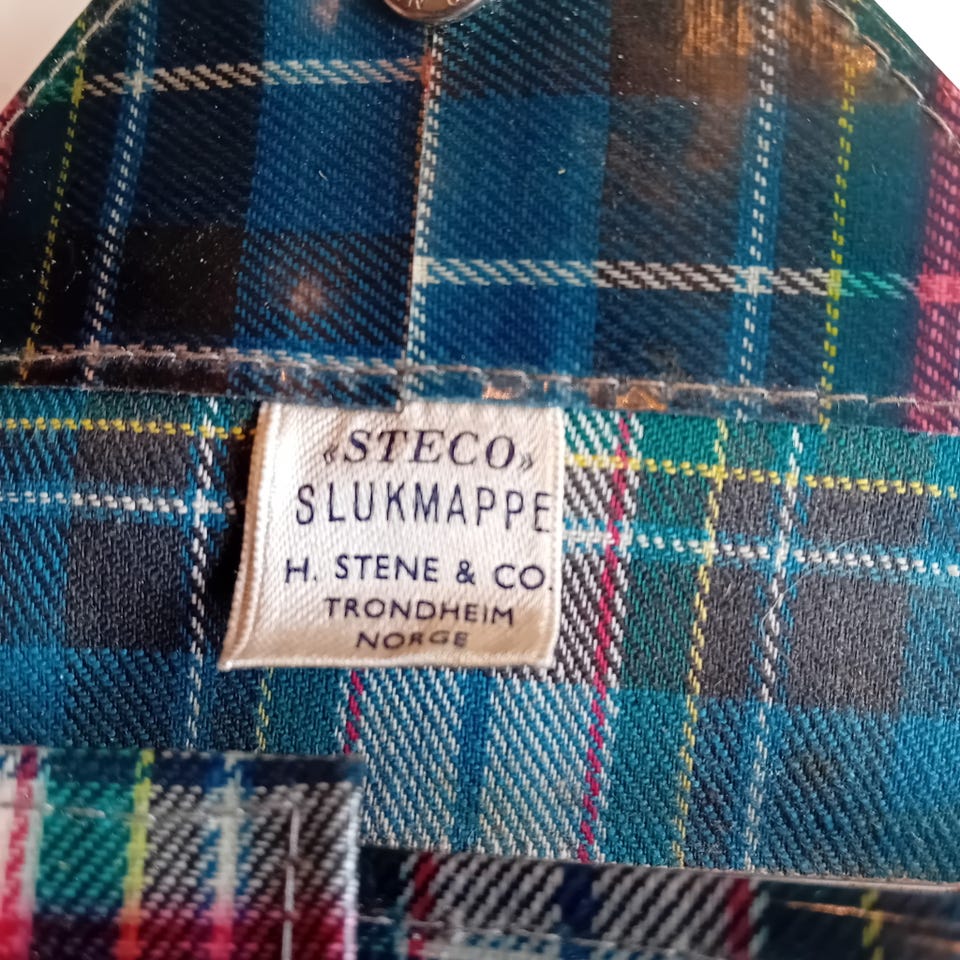 «STECO»
SLUKMAPPE
H. STENE & CO.
TRONDHEIM
NORGE